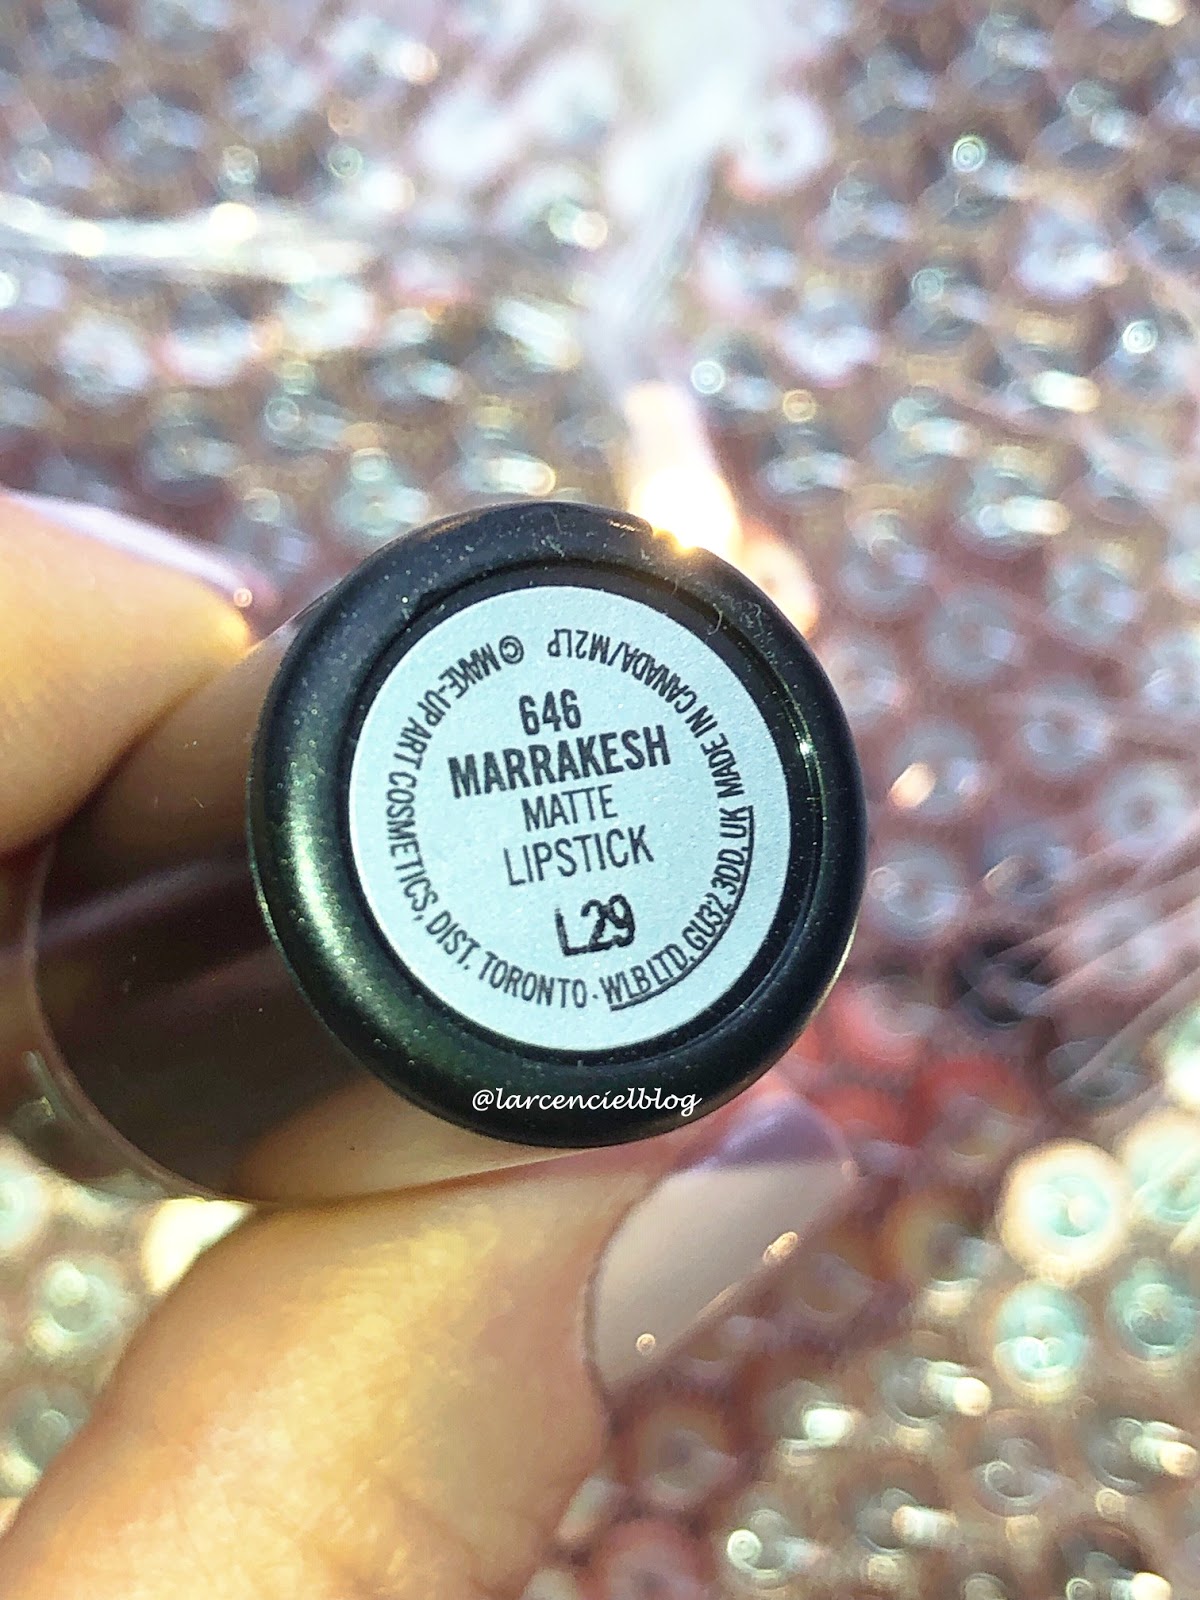 646
MARRAKESH
MATTE
LIPSTICK
L29
© MAKE-UP ART COSMETICS, DIST. TORONTO · WLB LTD, GU32 3DD, UK MADE IN CANADA/M2LP
@larcencielblog